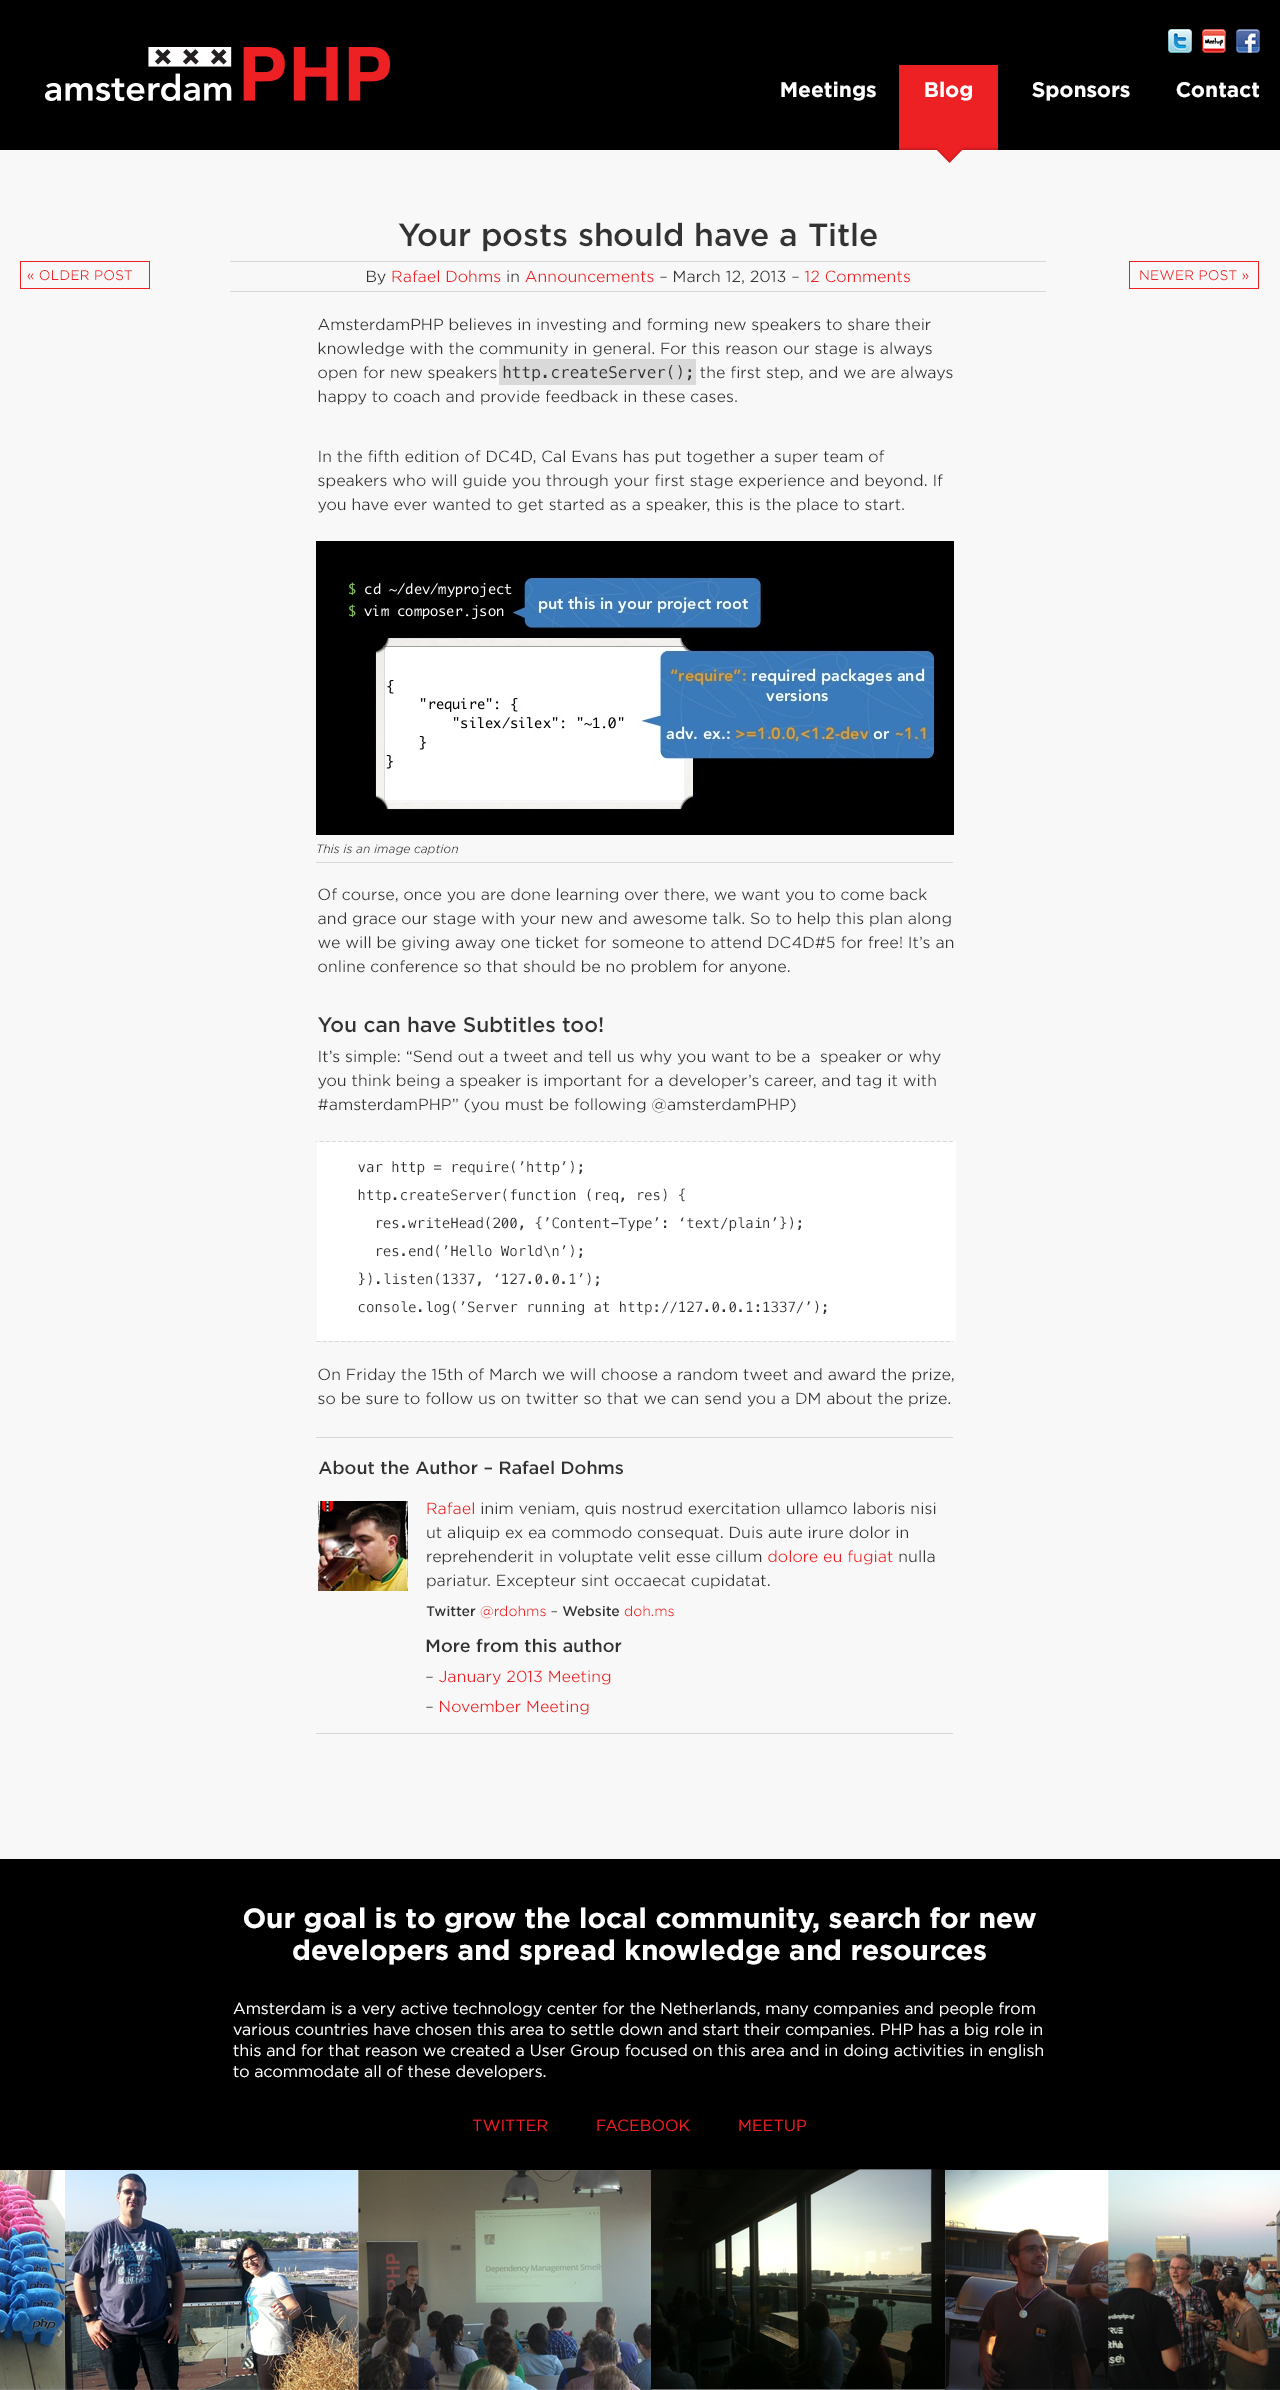 amsterdam PHP
Meetings Blog Sponsors Contact
Your posts should have a Title
« OLDER POST
By Rafael Dohms in Announcements – March 12, 2013 – 12 Comments
NEWER POST »
AmsterdamPHP believes in investing and forming new speakers to share their
knowledge with the community in general. For this reason our stage is always
open for new speakers http.createServer(); the first step, and we are always
happy to coach and provide feedback in these cases.
In the fifth edition of DC4D, Cal Evans has put together a super team of
speakers who will guide you through your first stage experience and beyond. If
you have ever wanted to get started as a speaker, this is the place to start.
$ cd ~/dev/myproject
$ vim composer.json
put this in your project root
{
"require": {
"silex/silex": "~1.0"
}
}
"require": required packages and
versions
adv. ex.: >=1.0.0,<1.2-dev or ~1.1
This is an image caption
Of course, once you are done learning over there, we want you to come back
and grace our stage with your new and awesome talk. So to help this plan along
we will be giving away one ticket for someone to attend DC4D#5 for free! It’s an
online conference so that should be no problem for anyone.
You can have Subtitles too!
It’s simple: “Send out a tweet and tell us why you want to be a  speaker or why
you think being a speaker is important for a developer’s career, and tag it with
#amsterdamPHP” (you must be following @amsterdamPHP)
var http = require(’http’);
http.createServer(function (req, res) {
res.writeHead(200, {’Content-Type’: ‘text/plain’});
res.end(’Hello World\n’);
}).listen(1337, ‘127.0.0.1’);
console.log(’Server running at http://127.0.0.1:1337/’);
On Friday the 15th of March we will choose a random tweet and award the prize,
so be sure to follow us on twitter so that we can send you a DM about the prize.
About the Author – Rafael Dohms
Rafael inim veniam, quis nostrud exercitation ullamco laboris nisi
ut aliquip ex ea commodo consequat. Duis aute irure dolor in
reprehenderit in voluptate velit esse cillum dolore eu fugiat nulla
pariatur. Excepteur sint occaecat cupidatat.
Twitter @rdohms – Website doh.ms
More from this author
– January 2013 Meeting
– November Meeting
Our goal is to grow the local community, search for new
developers and spread knowledge and resources
Amsterdam is a very active technology center for the Netherlands, many companies and people from
various countries have chosen this area to settle down and start their companies. PHP has a big role in
this and for that reason we created a User Group focused on this area and in doing activities in english
to acommodate all of these developers.
TWITTER FACEBOOK MEETUP
Dependency Management Smells
PHP
php